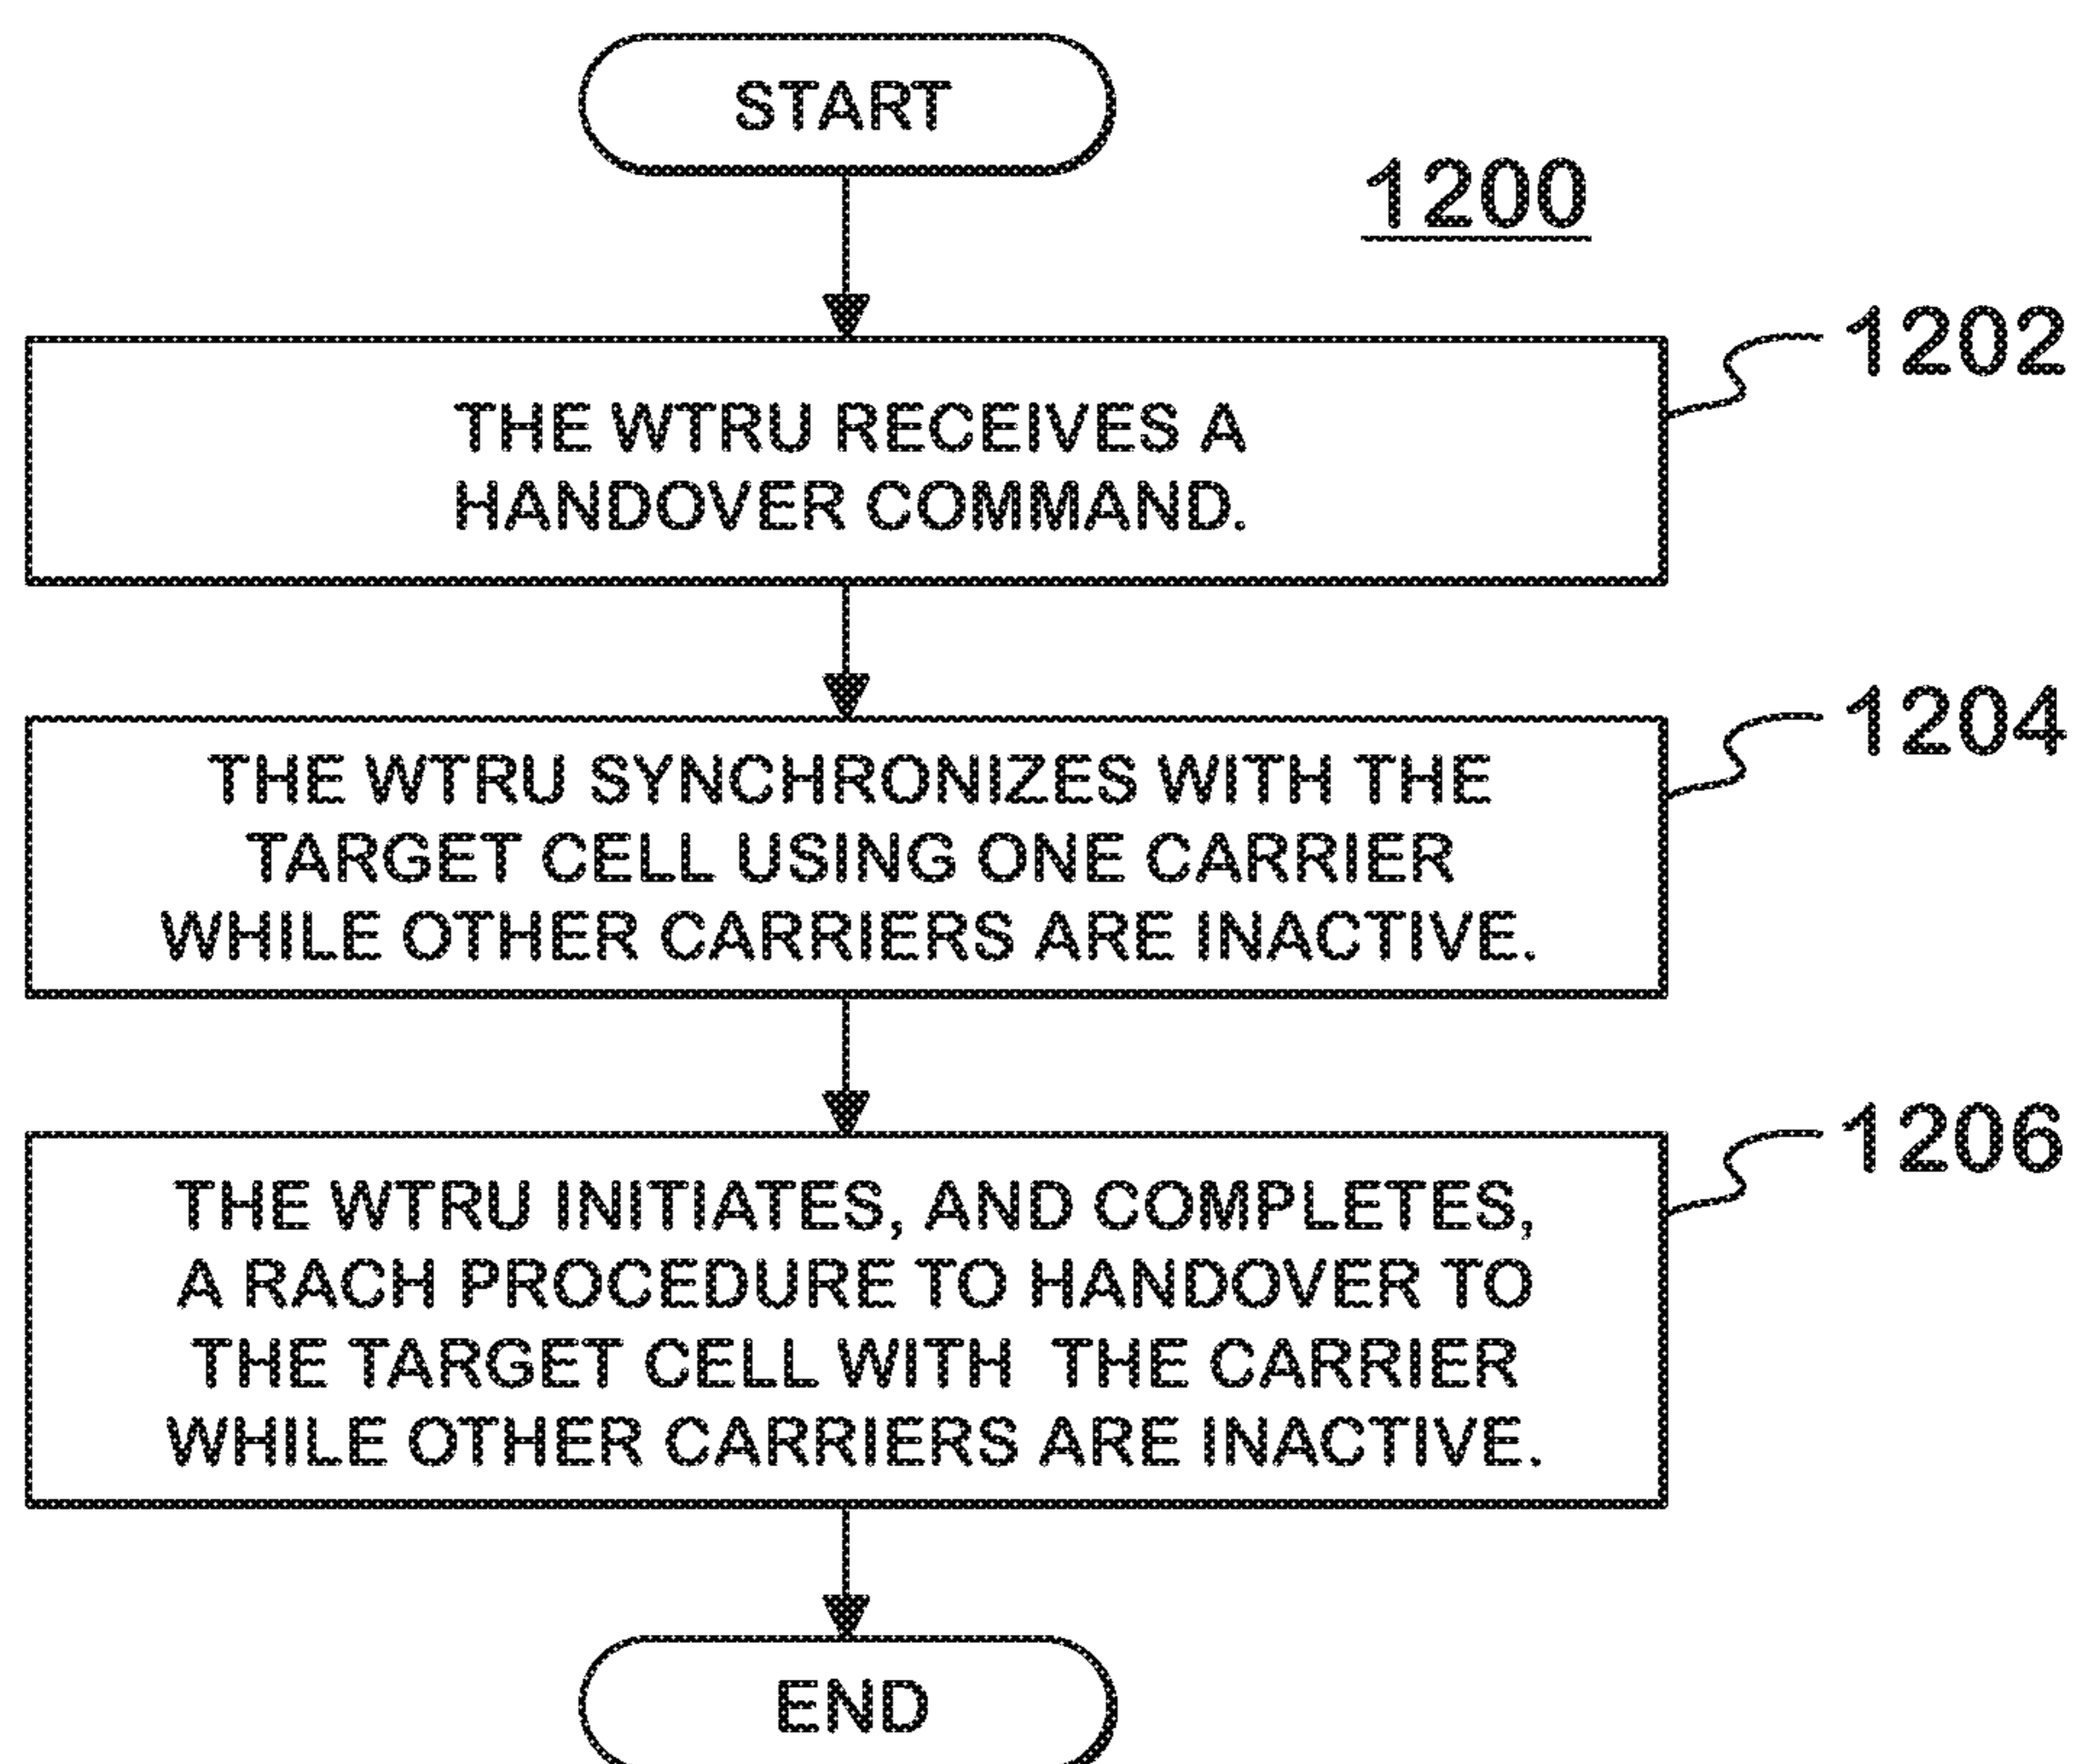 START
1200
1202
THE WTRU RECEIVES A
HANDOVER COMMAND.
1204
THE WTRU SYNCHRONIZES WITH THE
TARGET CELL USING ONE CARRIER
WHILE OTHER CARRIERS ARE INACTIVE.
1206
THE WTRU INITIATES, AND COMPLETES,
A RACH PROCEDURE TO HANDOVER TO
THE TARGET CELL WITH THE CARRIER
WHILE OTHER CARRIERS ARE INACTIVE.
END